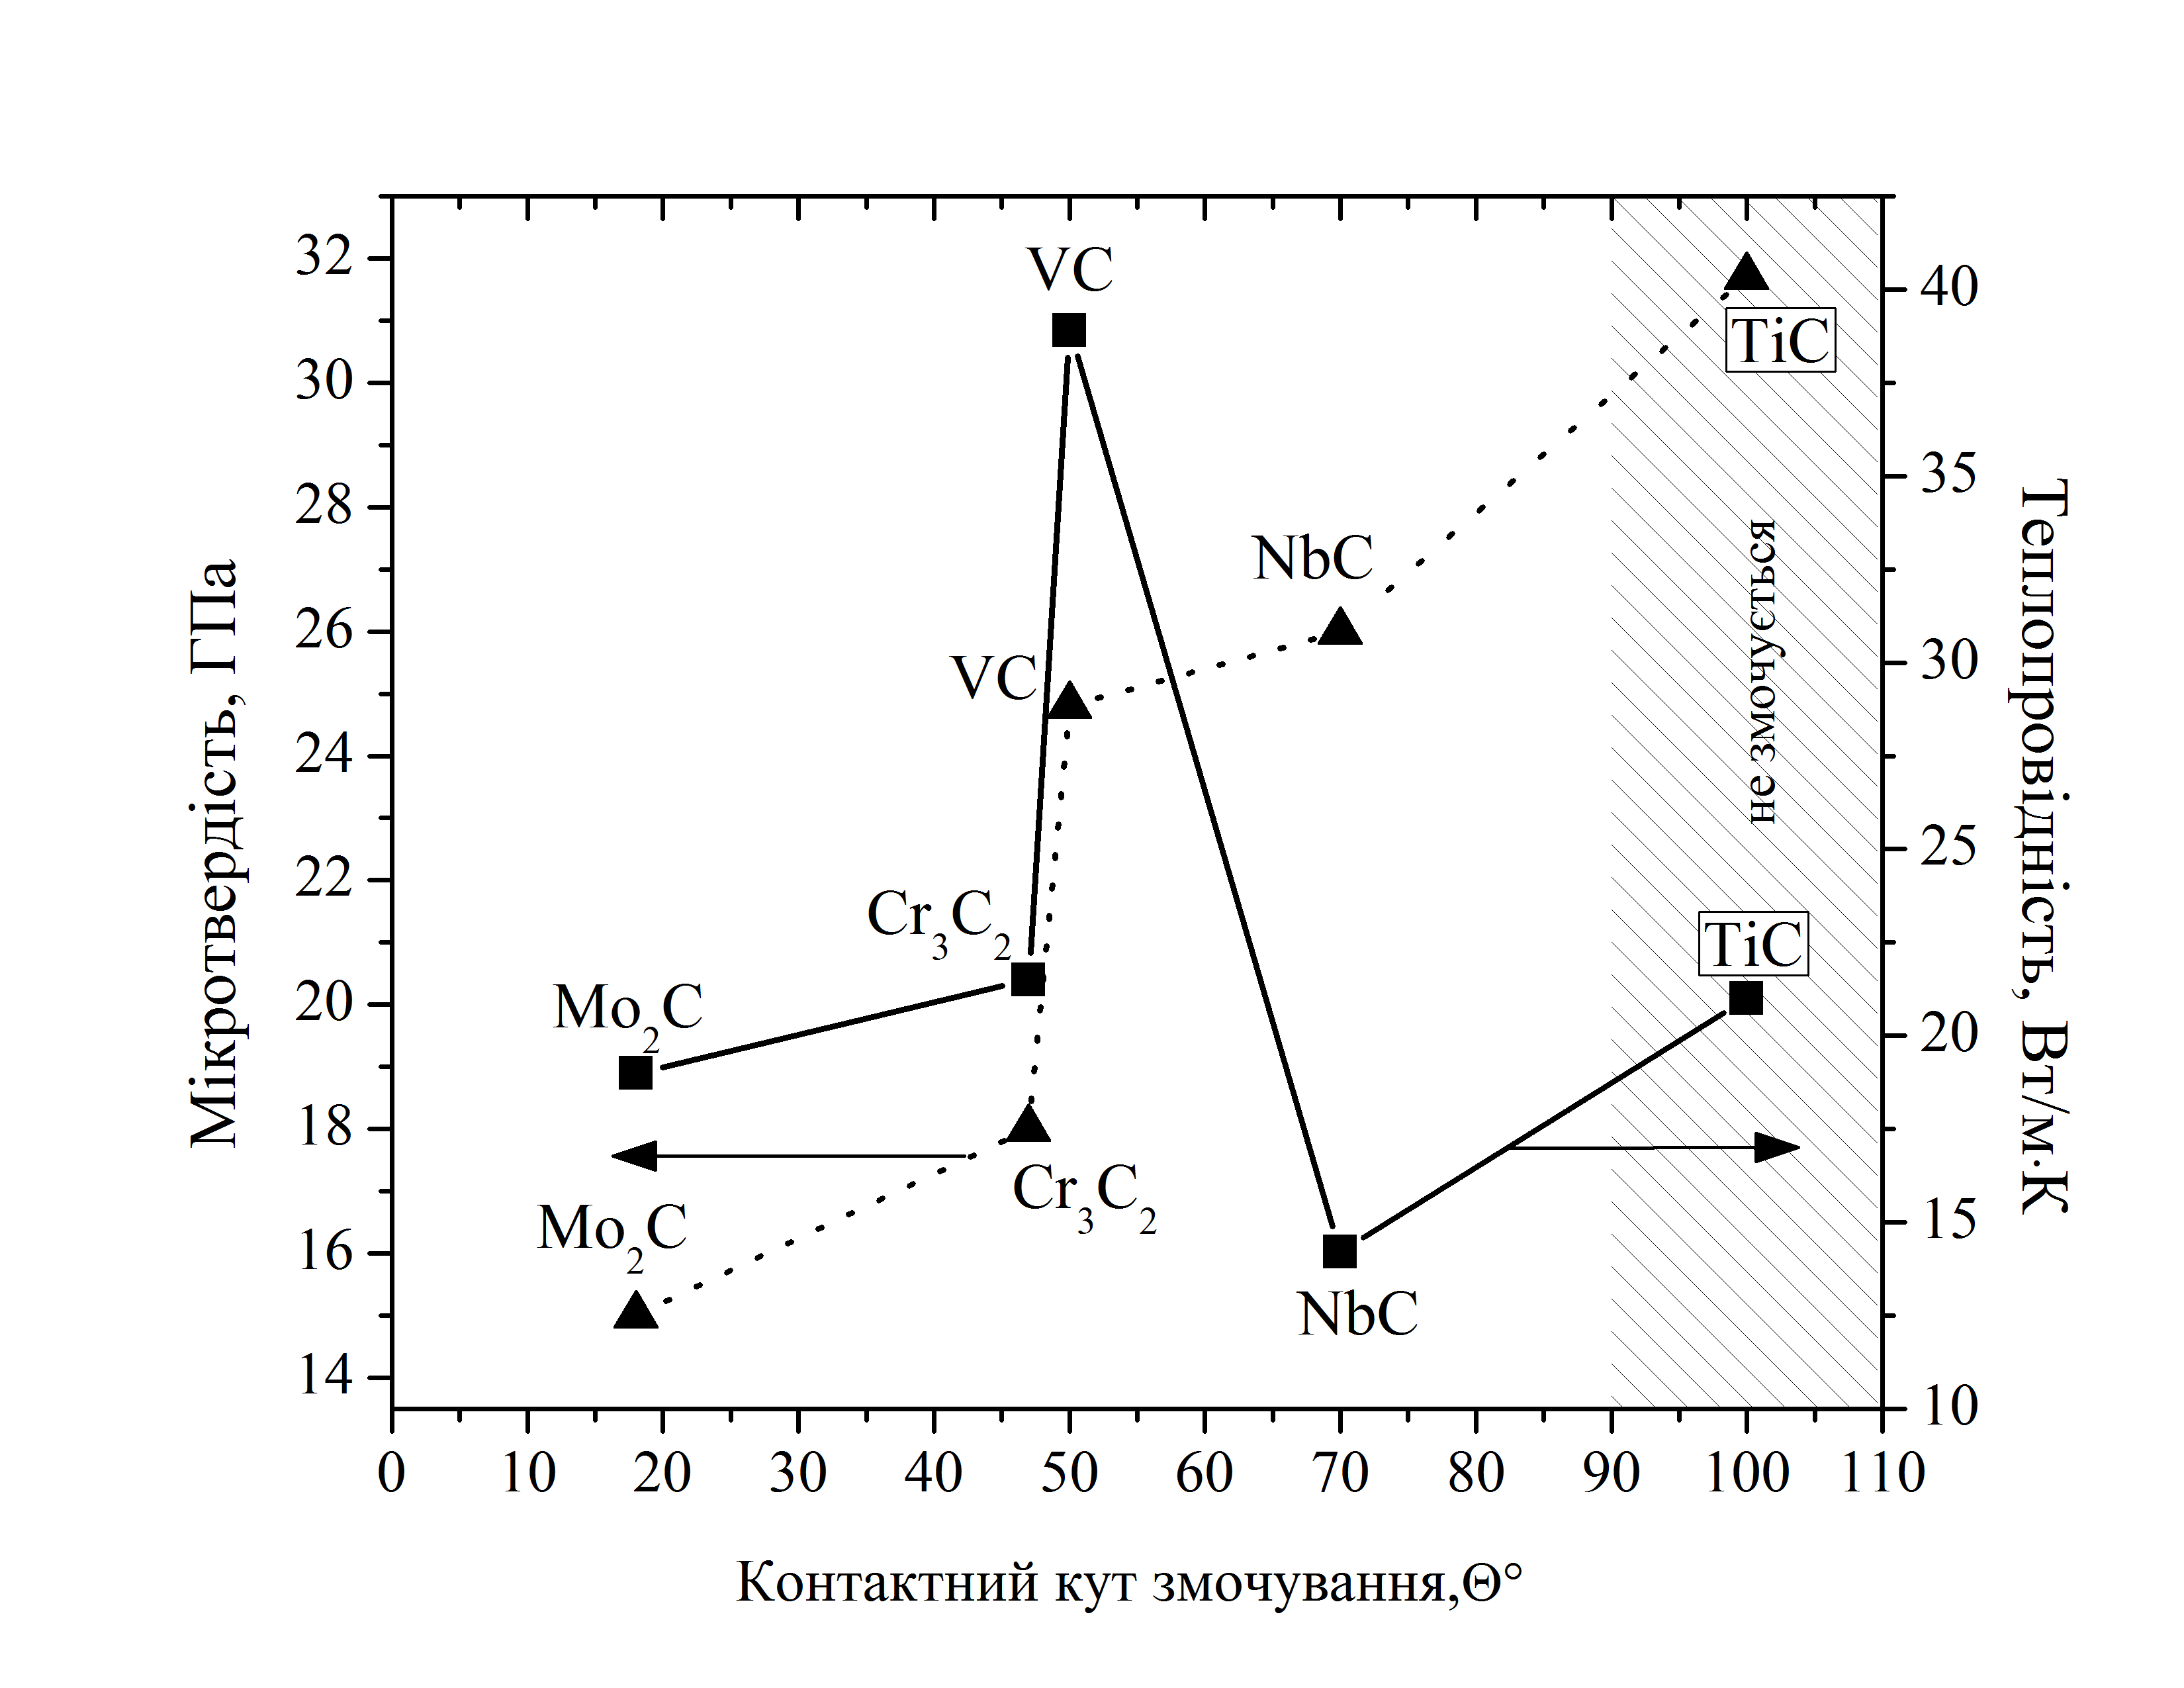 Мікротвердість, ГПа
32
30
28
26
24
22
20
18
16
14
VC
TiC
NbC
VC
Cr₃C₂
TiC
Mo₂C
Cr₃C₂
Mo₂C
NbC
не змочується
40
35
30
25
20
15
10
Теплопровідність, Вт/м·К
0 10 20 30 40 50 60 70 80 90 100 110
Контактний кут змочування,Θ°